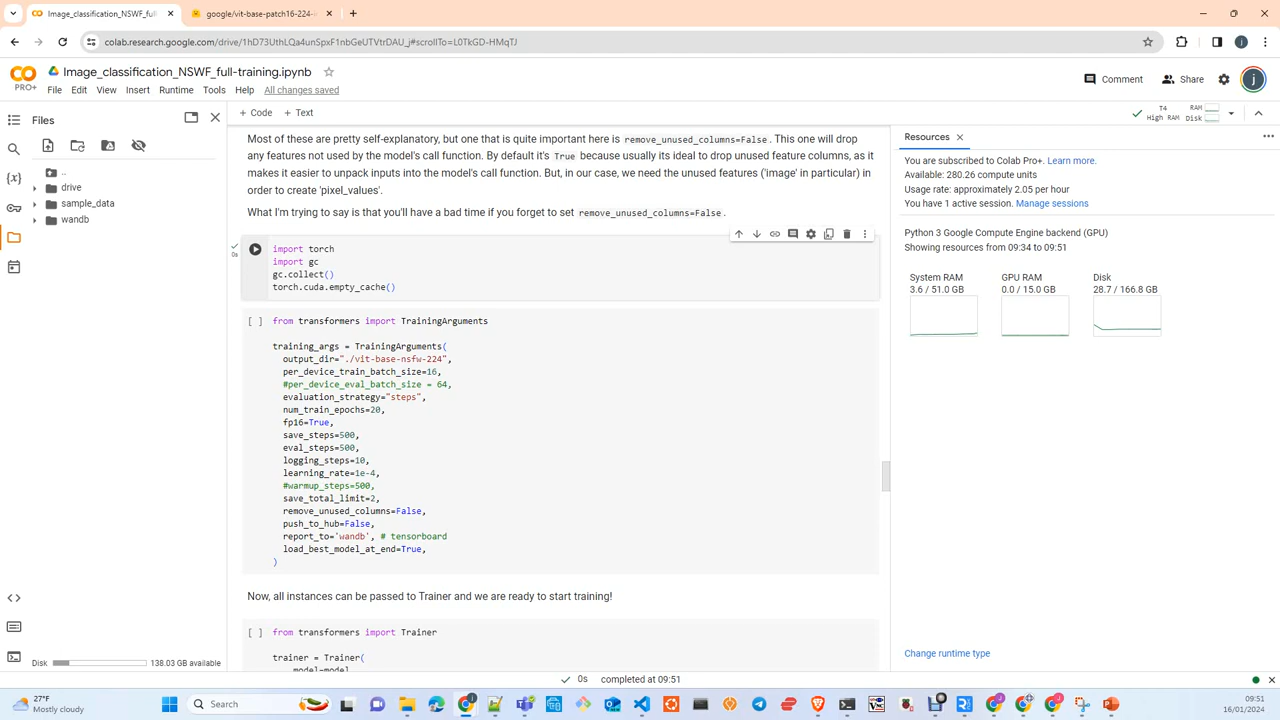 Image_classification_NSWF_ful
google/vit-base-patch16-224-
colab.research.google.com/drive/1hD73UthLQa4unSpxF1nbGeUTVtrDAU_j#scrollTo=L0TkGD-HMqTJ
CO
PRO+
Image_classification_NSWF_full-training.ipynb
Comment
Share
j
File Edit View Insert Runtime Tools Help All changes saved
Files
+ Code + Text
T4
High RAM
RAM
Disk
..
drive
sample_data
wandb
Most of these are pretty self-explanatory, but one that is quite important here is remove_unused_columns=False. This one will drop
any features not used by the model's call function. By default it's True because usually its ideal to drop unused feature columns, as it
makes it easier to unpack inputs into the model's call function. But, in our case, we need the unused features ('image' in particular) in
order to create 'pixel_values'.
What I'm trying to say is that you'll have a bad time if you forget to set remove_unused_columns=False.
0s
import torch
import gc
gc.collect()
torch.cuda.empty_cache()
[ ] from transformers import TrainingArguments
training_args = TrainingArguments(
output_dir="./vit-base-nsfw-224",
per_device_train_batch_size=16,
#per_device_eval_batch_size = 64,
evaluation_strategy="steps",
num_train_epochs=20,
fp16=True,
save_steps=500,
eval_steps=500,
logging_steps=10,
learning_rate=1e-4,
#warmup_steps=500,
save_total_limit=2,
remove_unused_columns=False,
push_to_hub=False,
report_to='wandb', # tensorboard
load_best_model_at_end=True,
)
Now, all instances can be passed to Trainer and we are ready to start training!
[ ] from transformers import Trainer
trainer = Trainer(
model=model
Resources
You are subscribed to Colab Pro+. Learn more.
Available: 280.26 compute units
Usage rate: approximately 2.05 per hour
You have 1 active session. Manage sessions
Python 3 Google Compute Engine backend (GPU)
Showing resources from 09:34 to 09:51
System RAM
3.6 / 51.0 GB
GPU RAM
0.0 / 15.0 GB
Disk
28.7 / 166.8 GB
Change runtime type
Disk 138.03 GB available
0s completed at 09:51
27°F
Mostly cloudy
Search
09:51
16/01/2024